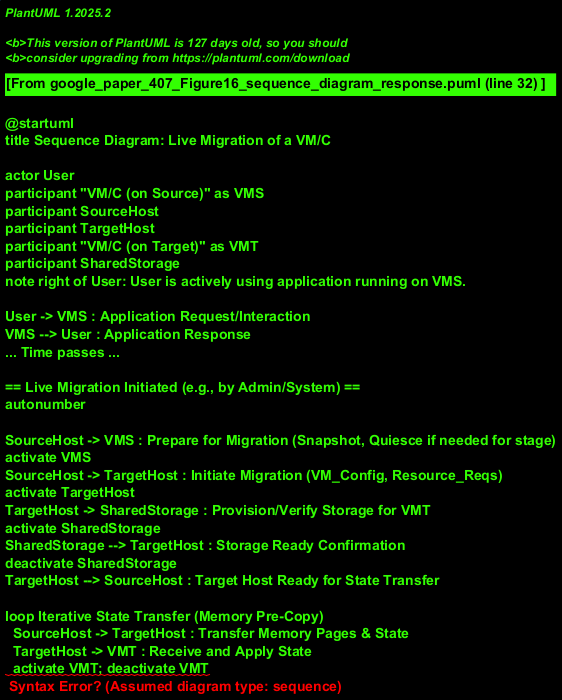 PlantUML 1.2025.2
<b>This version of PlantUML is 127 days old, so you should
<b>consider upgrading from https://plantuml.com/download
[From google_paper_407_Figure16_sequence_diagram_response.puml (line 32) ]
@startuml
title Sequence Diagram: Live Migration of a VM/C
actor User
participant "VM/C (on Source)" as VMS
participant SourceHost
participant TargetHost
participant "VM/C (on Target)" as VMT
participant SharedStorage
note right of User: User is actively using application running on VMS.
User -> VMS : Application Request/Interaction
VMS --> User : Application Response
... Time passes ...
== Live Migration Initiated (e.g., by Admin/System) ==
autonumber
SourceHost -> VMS : Prepare for Migration (Snapshot, Quiesce if needed for stage)
activate VMS
SourceHost -> TargetHost : Initiate Migration (VM_Config, Resource_Reqs)
activate TargetHost
TargetHost -> SharedStorage : Provision/Verify Storage for VMT
activate SharedStorage
SharedStorage --> TargetHost : Storage Ready Confirmation
deactivate SharedStorage
TargetHost --> SourceHost : Target Host Ready for State Transfer
loop Iterative State Transfer (Memory Pre-Copy)
SourceHost -> TargetHost : Transfer Memory Pages & State
TargetHost -> VMT : Receive and Apply State
activate VMT; deactivate VMT
Syntax Error? (Assumed diagram type: sequence)